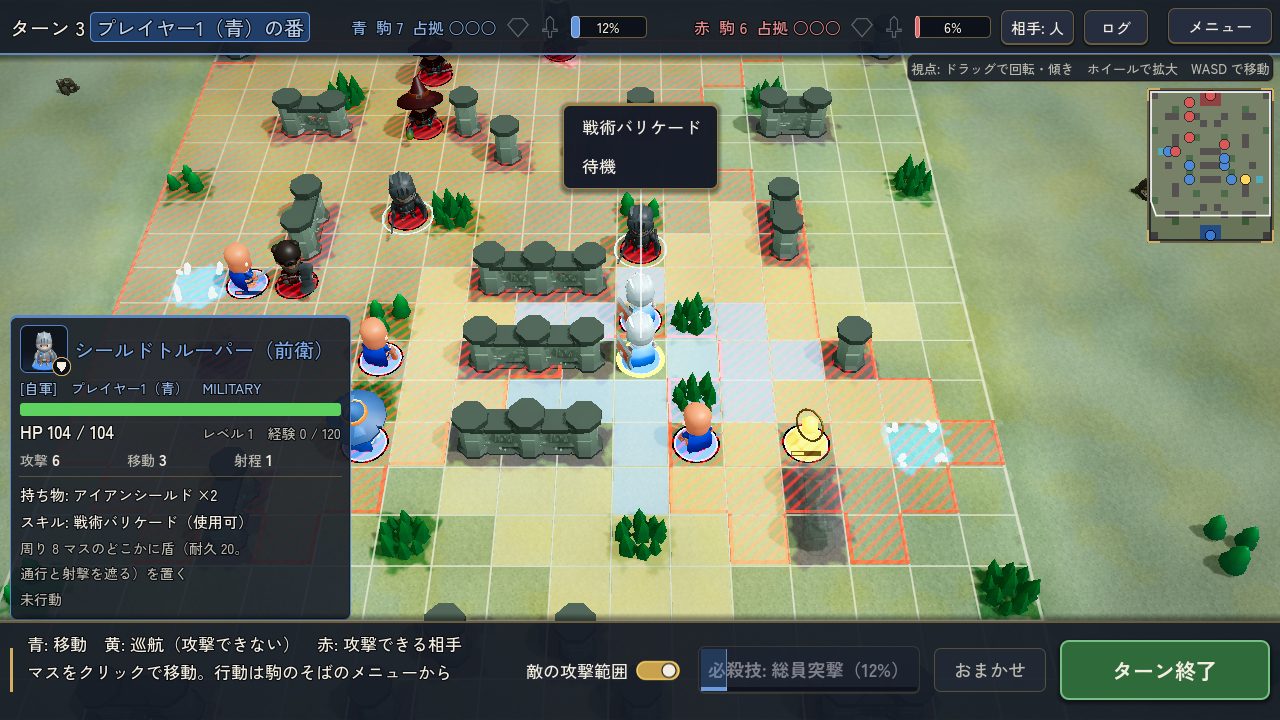 ターン 3 プレイヤー1（青）の番 青 駒 7 占拠 〇〇〇 12% 赤 駒 6 占拠 〇〇〇 6% 相手: 人 ログ メニュー
視点: ドラッグで回転・傾き ホイールで拡大 WASD で移動
戦術バリケード
待機
シールドトルーパー（前衛）
[自軍] プレイヤー1（青） MILITARY
HP 104 / 104 レベル 1 経験 0 / 120
攻撃 6 移動 3 射程 1
持ち物: アイアンシールド ×2
スキル: 戦術バリケード（使用可）
周り 8 マスのどこかに盾（耐久 20。
通行と射撃を遮る）を置く
未行動
青: 移動 黄: 巡航（攻撃できない） 赤: 攻撃できる相手
マスをクリックで移動。行動は駒のそばのメニューから
敵の攻撃範囲 必殺技: 総員突撃（12%） おまかせ ターン終了